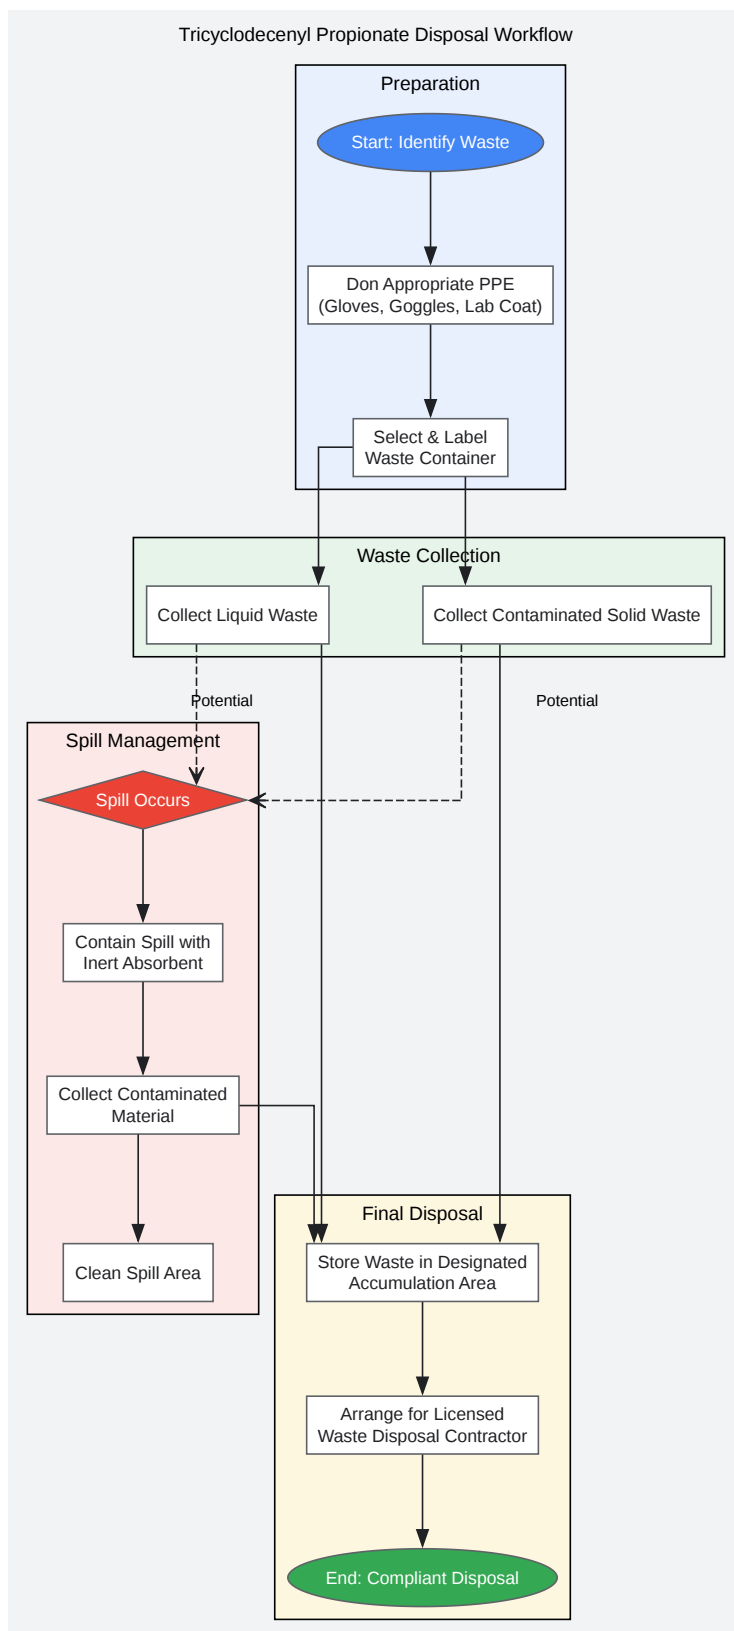 Tricyclodecenyl Propionate Disposal Workflow
Preparation
Start: Identify Waste
Don Appropriate PPE
(Gloves, Goggles, Lab Coat)
Select & Label
Waste Container
Waste Collection
Collect Liquid Waste
Collect Contaminated Solid Waste
Potential
Potential
Spill Management
Spill Occurs
Contain Spill with
Inert Absorbent
Collect Contaminated
Material
Clean Spill Area
Final Disposal
Store Waste in Designated
Accumulation Area
Arrange for Licensed
Waste Disposal Contractor
End: Compliant Disposal